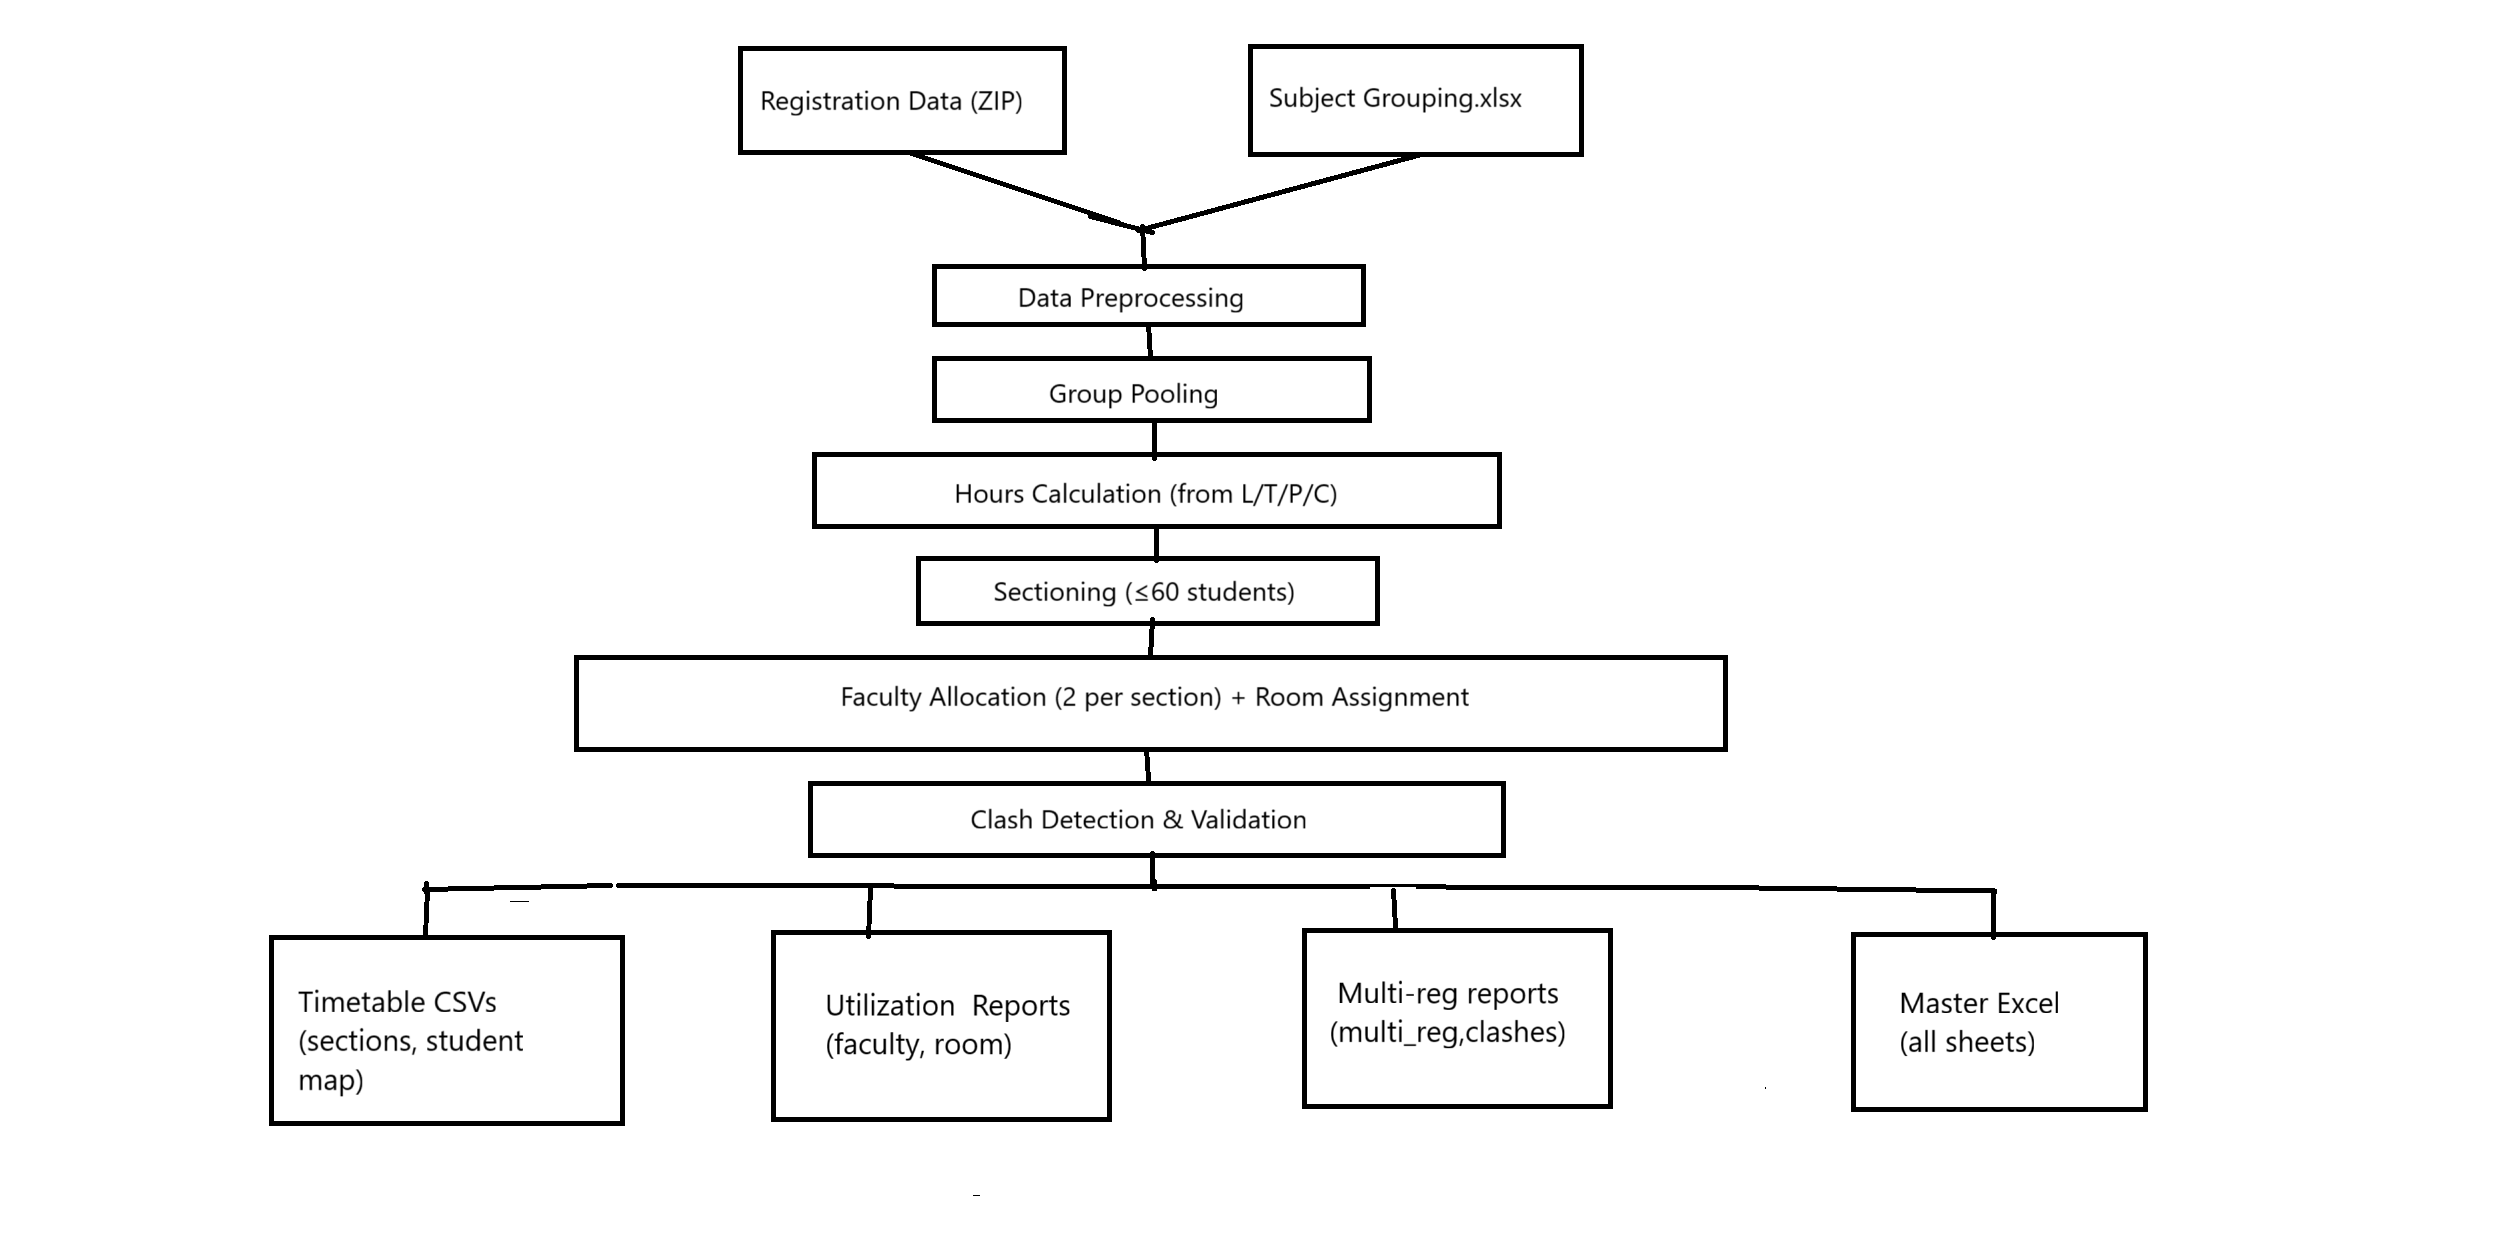 Registration Data (ZIP)
Subject Grouping.xlsx
Data Preprocessing
Group Pooling
Hours Calculation (from L/T/P/C)
Sectioning (≤60 students)
Faculty Allocation (2 per section) + Room Assignment
Clash Detection & Validation
Timetable CSVs
(sections, student
map)
Utilization  Reports
(faculty, room)
Multi-reg reports
(multi_reg,clashes)
Master Excel
(all sheets)